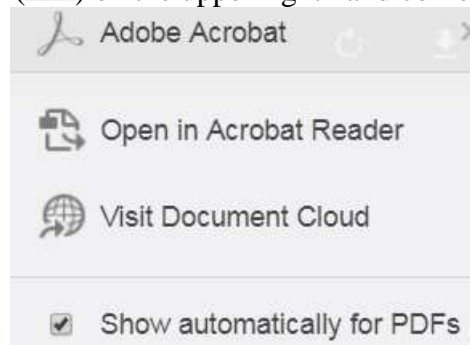 Adobe Acrobat
Open in Acrobat Reader
Visit Document Cloud
Show automatically for PDFs